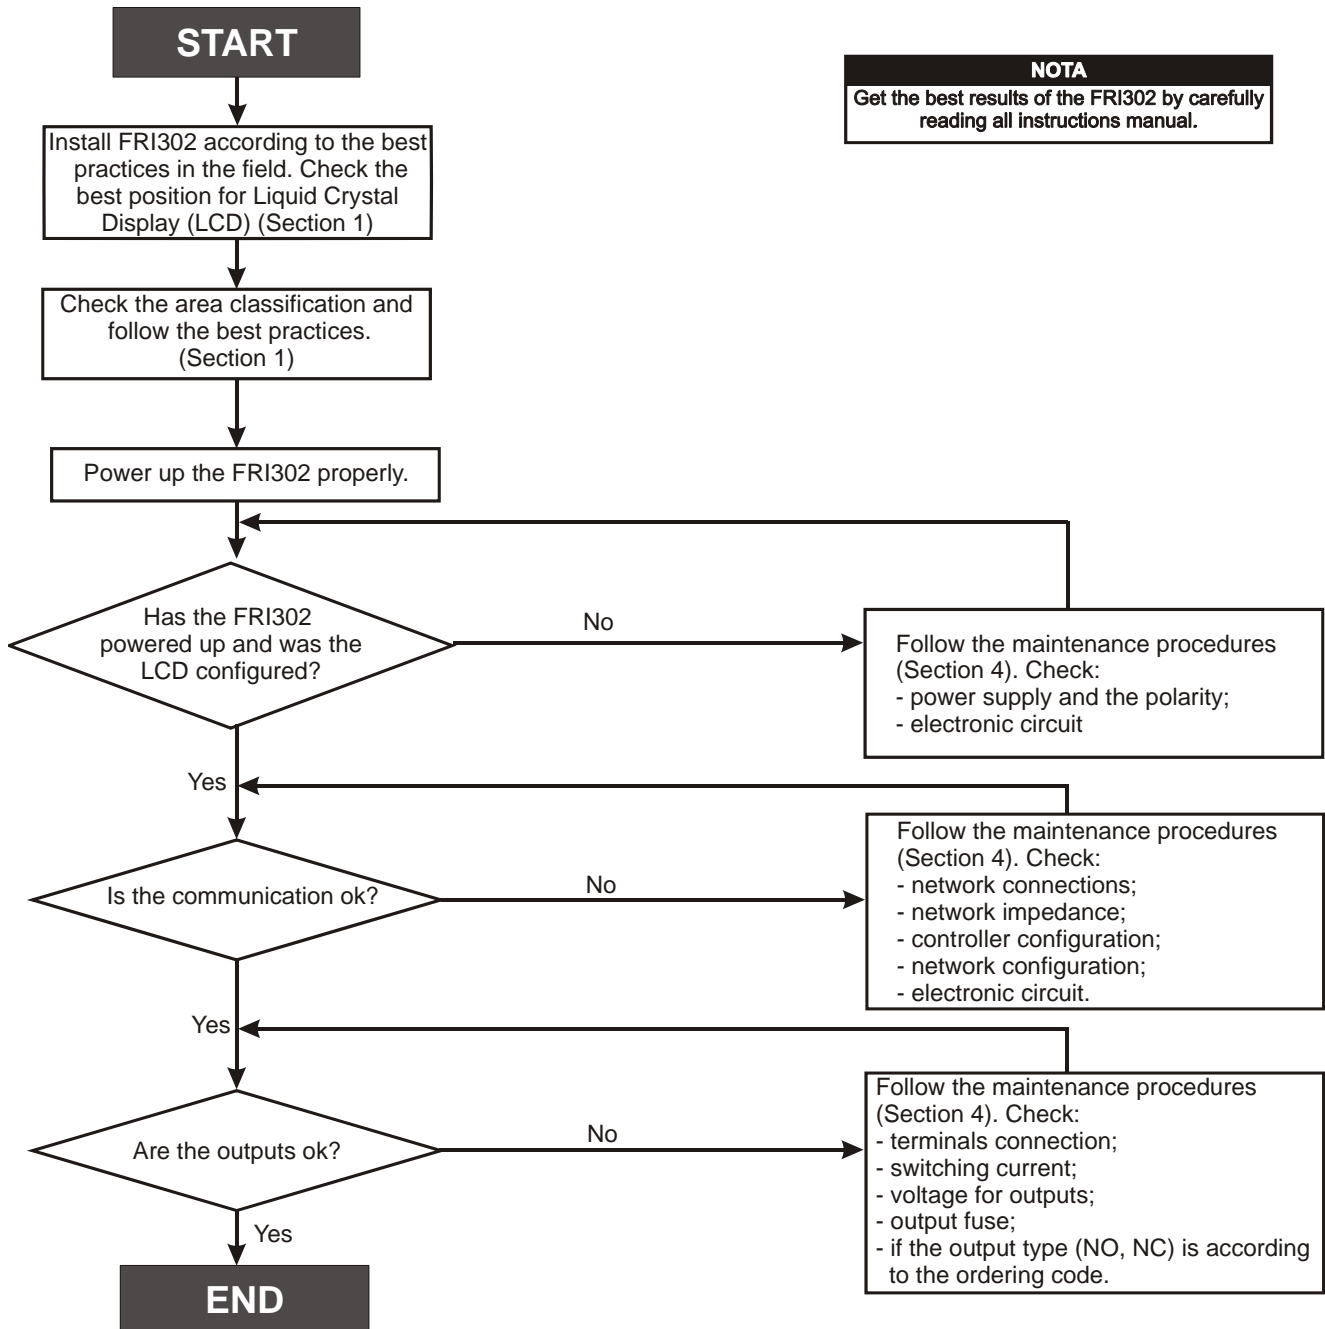 START
NOTA
Get the best results of the FRI302 by carefully
reading all instructions manual.
Install FRI302 according to the best
practices in the field. Check the
best position for Liquid Crystal
Display (LCD) (Section 1)
Check the area classification and
follow the best practices.
(Section 1)
Power up the FRI302 properly.
Has the FRI302
powered up and was the
LCD configured?
No
Follow the maintenance procedures
(Section 4). Check:
- power supply and the polarity;
- electronic circuit
Yes
Is the communication ok?
No
Follow the maintenance procedures
(Section 4). Check:
- network connections;
- network impedance;
- controller configuration;
- network configuration;
- electronic circuit.
Yes
Are the outputs ok?
No
Follow the maintenance procedures
(Section 4). Check:
- terminals connection;
- switching current;
- voltage for outputs;
- output fuse;
- if the output type (NO, NC) is according
to the ordering code.
Yes
END